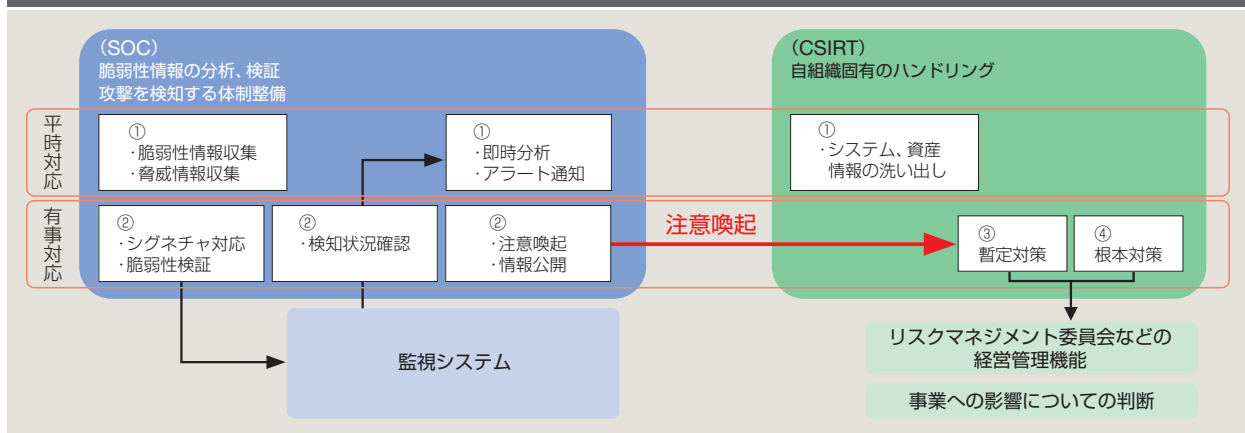 (SOC)
脆弱性情報の分析、検証
攻撃を検知する体制整備
(CSIRT)
自組織固有のハンドリング
平時対応
①
・脆弱性情報収集
・脅威情報収集
①
・即時分析
・アラート通知
①
・システム、資産
情報の洗い出し
有事対応
②
・シグネチャ対応
・脆弱性検証
②
・検知状況確認
②
・注意喚起
・情報公開
注意喚起
③
暫定対策
④
根本対策
監視システム
リスクマネジメント委員会などの
経営管理機能
事業への影響についての判断